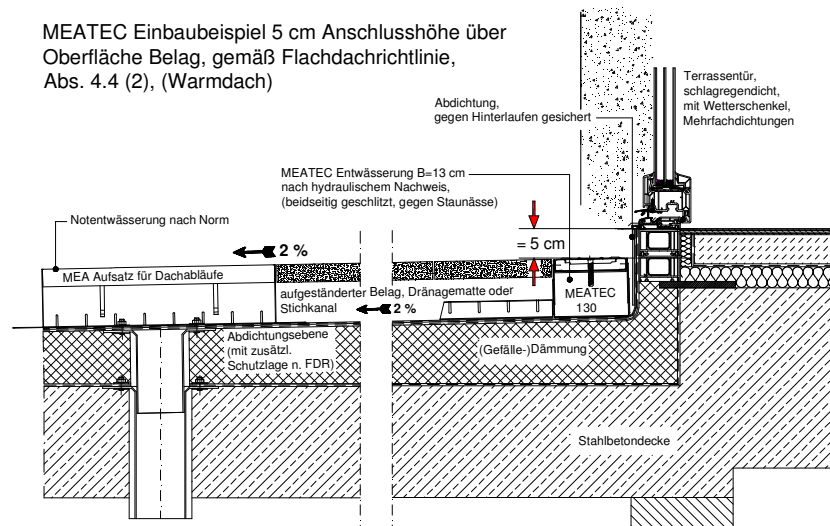 MEATEC Einbaubeispiel 5 cm Anschlusshöhe über
Oberfläche Belag, gemäß Flachdachrichtlinie,
Abs. 4.4 (2), (Warmdach)
Terrassentür,
schlagregendicht,
mit Wetterschenkel,
Mehrfachdichtungen
Abdichtung,
gegen Hinterlaufen gesichert
MEATEC Entwässerung B=13 cm
nach hydraulischem Nachweis,
(beidseitig geschlitzt, gegen Staunässe)
Notentwässerung nach Norm
2 %
= 5 cm
MEA Aufsatz für Dachabläufe
aufgeständerter Belag, Dränagematte oder
Stichkanal
2 %
MEATEC
130
Abdichtungsebene
(mit zusätzl.
Schutzlage n. FDR)
(Gefälle-)Dämmung
Stahlbetondecke